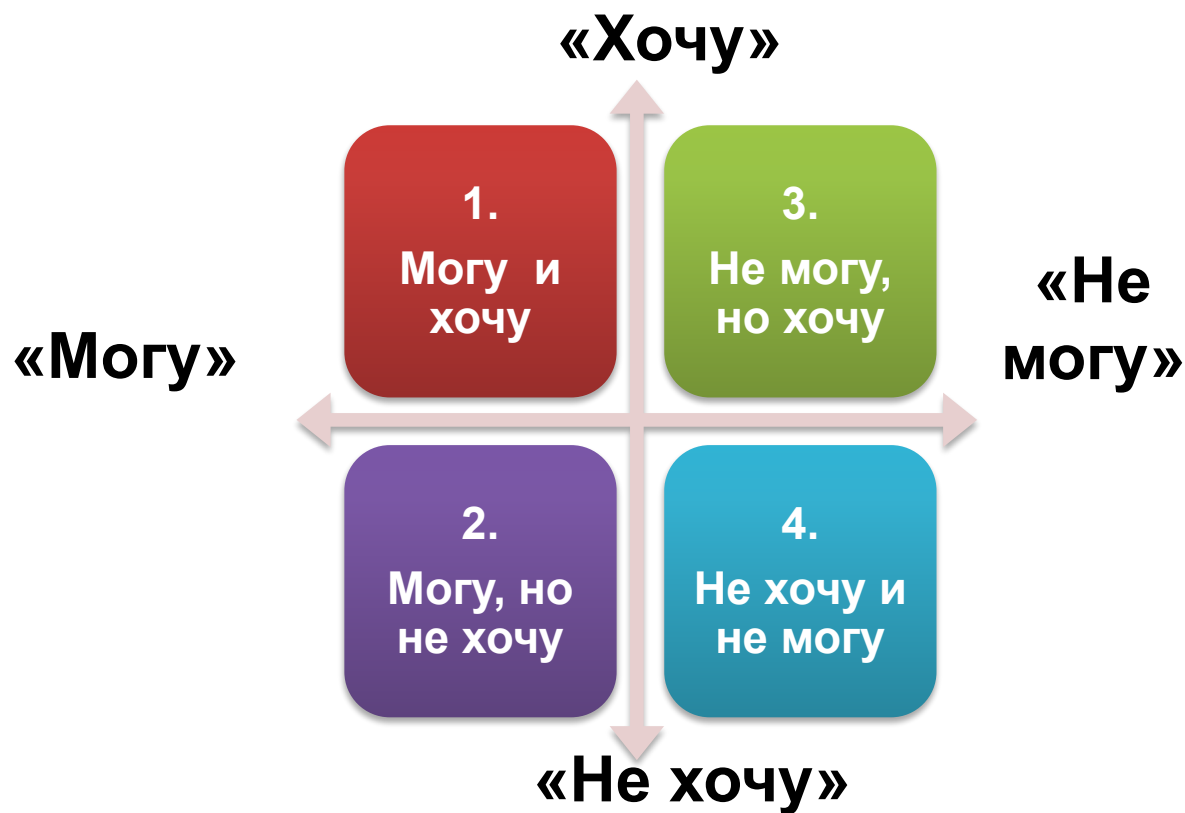 «Хочу»
1.
Могу и
хочу
3.
Не могу,
но хочу
«Могу»
«Не
могу»
2.
Могу, но
не хочу
4.
Не хочу и
не могу
«Не хочу»